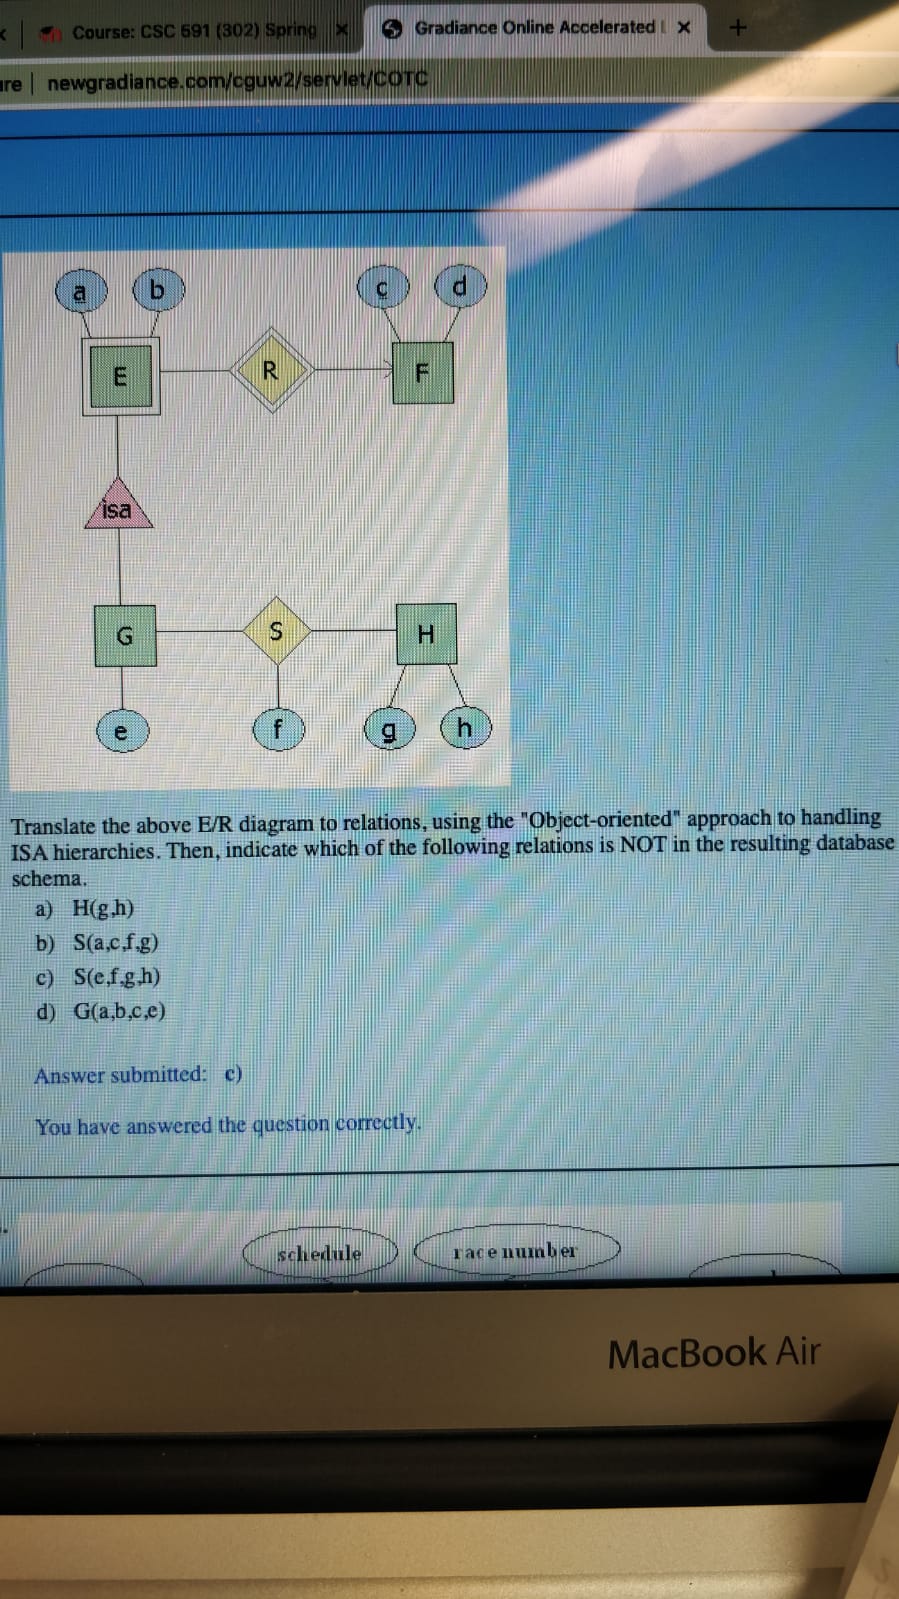 Course: CSC 691 (302) Spring
Gradiance Online Accelerated
newgradiance.com/cguw2/servlet/COTC
a b c d
E R F
isa
G S H
e f g h
Translate the above E/R diagram to relations, using the "Object-oriented" approach to handling
ISA hierarchies. Then, indicate which of the following relations is NOT in the resulting database
schema.
a) H(g,h)
b) S(a,c,f,g)
c) S(e,f,g,h)
d) G(a,b,c,e)
Answer submitted: c)
You have answered the question correctly.
schedule race number
MacBook Air